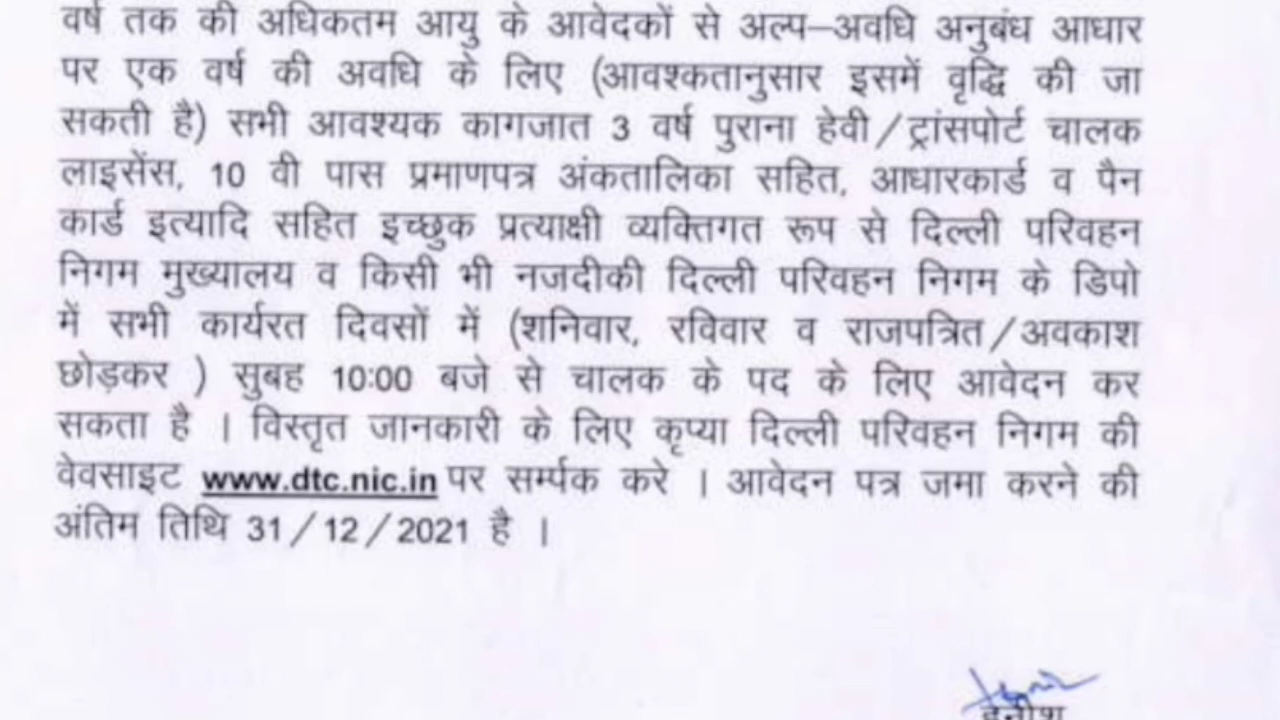 वर्ष तक की अधिकतम आयु के आवेदकों से अल्प–अवधि अनुबंध आधार
पर एक वर्ष की अवधि के लिए (आवश्कतानुसार इसमें वृद्धि की जा
सकती है) सभी आवश्यक कागजात 3 वर्ष पुराना हेवी/ट्रांसपोर्ट चालक
लाइसेंस, 10 वी पास प्रमाणपत्र अंकतालिका सहित, आधारकार्ड व पैन
कार्ड इत्यादि सहित इच्छुक प्रत्याक्षी व्यक्तिगत रूप से दिल्ली परिवहन
निगम मुख्यालय व किसी भी नजदीकी दिल्ली परिवहन निगम के डिपो
में सभी कार्यरत दिवसों में (शनिवार, रविवार व राजपत्रित/अवकाश
छोड़कर ) सुबह 10:00 बजे से चालक के पद के लिए आवेदन कर
सकता है । विस्तृत जानकारी के लिए कृप्या दिल्ली परिवहन निगम की
वेवसाइट www.dtc.nic.in पर सर्म्पक करे । आवेदन पत्र जमा करने की
अंतिम तिथि 31/12/2021 है ।